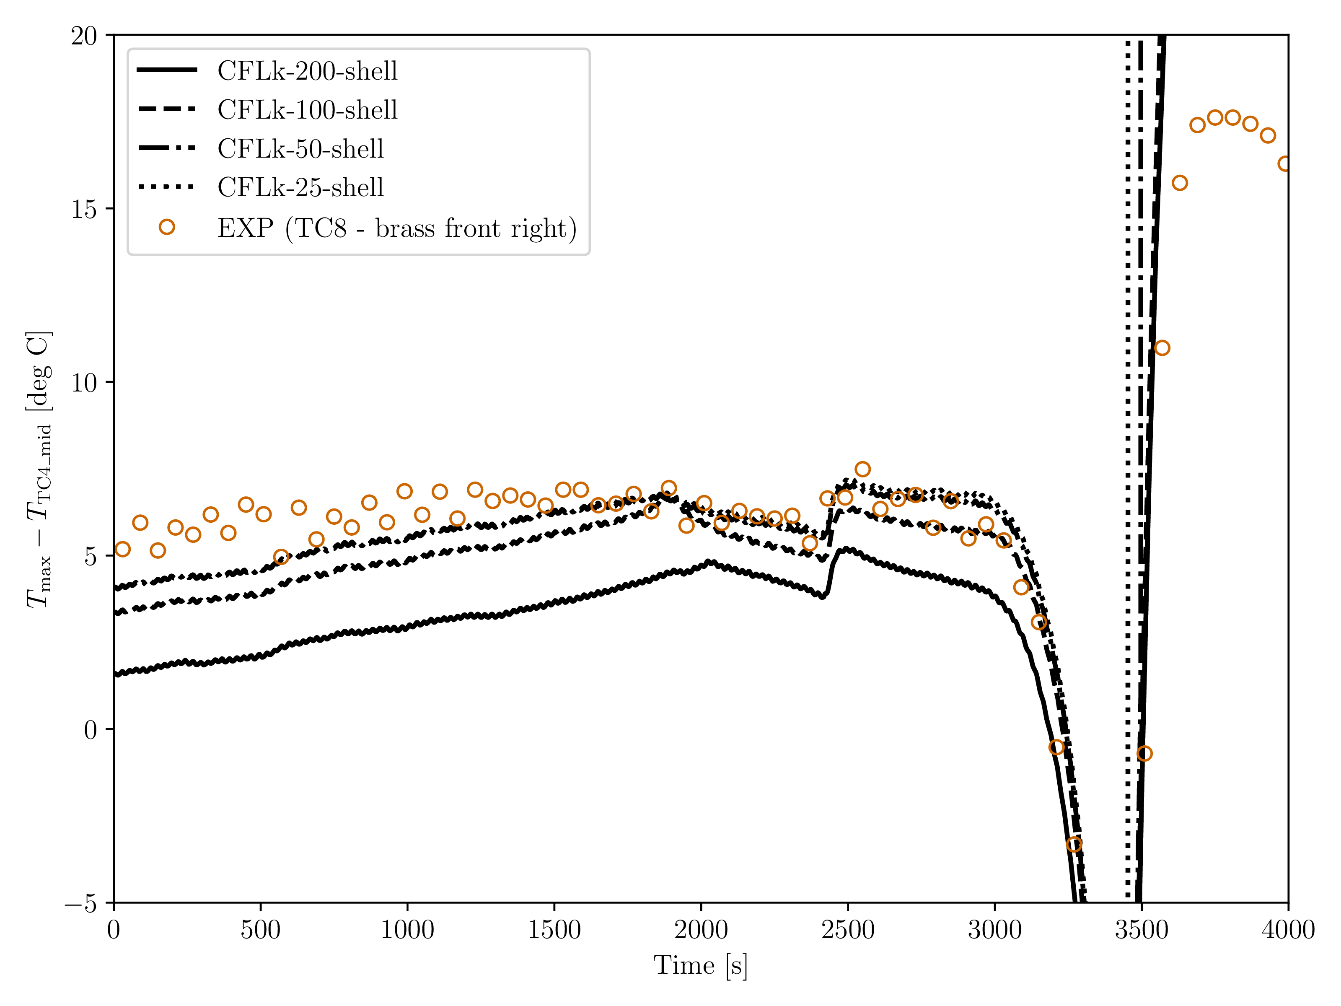 20
15
10
5
0
−5
T_max − T_TC4_mid [deg C]
CFLk-200-shell
CFLk-100-shell
CFLk-50-shell
CFLk-25-shell
EXP (TC8 - brass front right)
0 500 1000 1500 2000 2500 3000 3500 4000
Time [s]